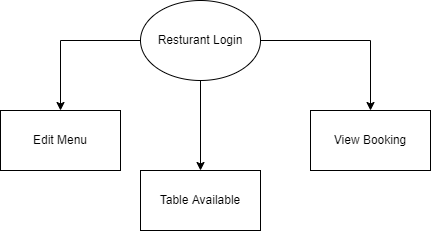 Resturant Login
Edit Menu
View Booking
Table Available